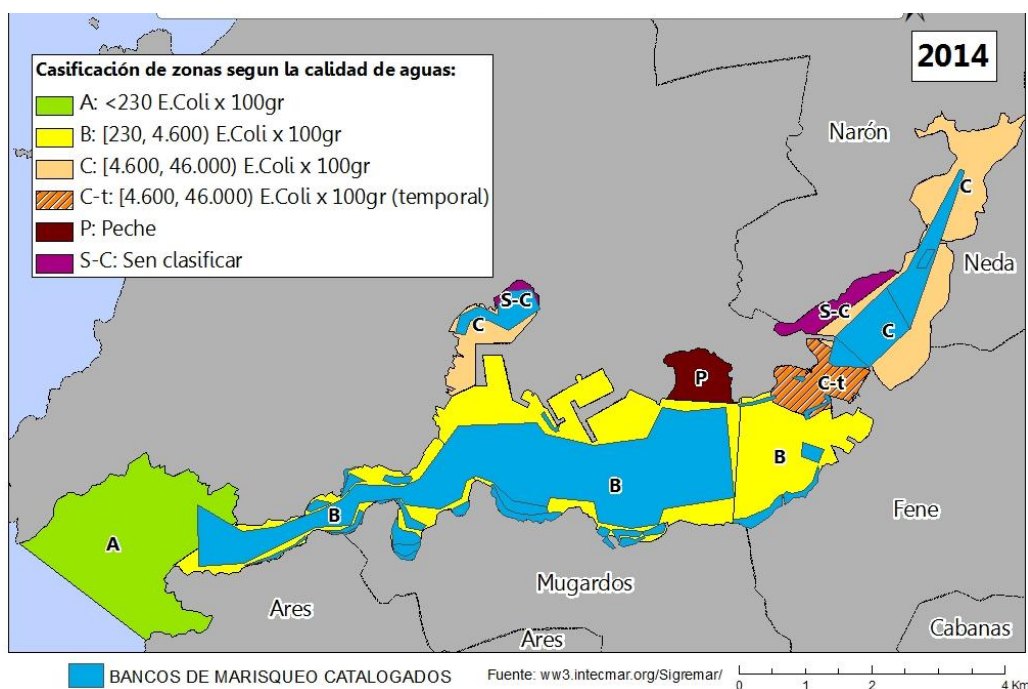 2014
Casificación de zonas segun la calidad de aguas:
A: <230 E.Coli x 100gr
B: [230, 4.600) E.Coli x 100gr
C: [4.600, 46.000) E.Coli x 100gr
C-t: [4.600, 46.000) E.Coli x 100gr (temporal)
P: Peche
S-C: Sen clasificar
Narón
C
Neda
S-C
C
S-C
C
P
C-t
B
B
B
A
Fene
Mugardos
Ares
Ares
Cabanas
BANCOS DE MARISQUEO CATALOGADOS
Fuente: ww3.intecmar.org/Sigremar/
0 1 2 4 Km